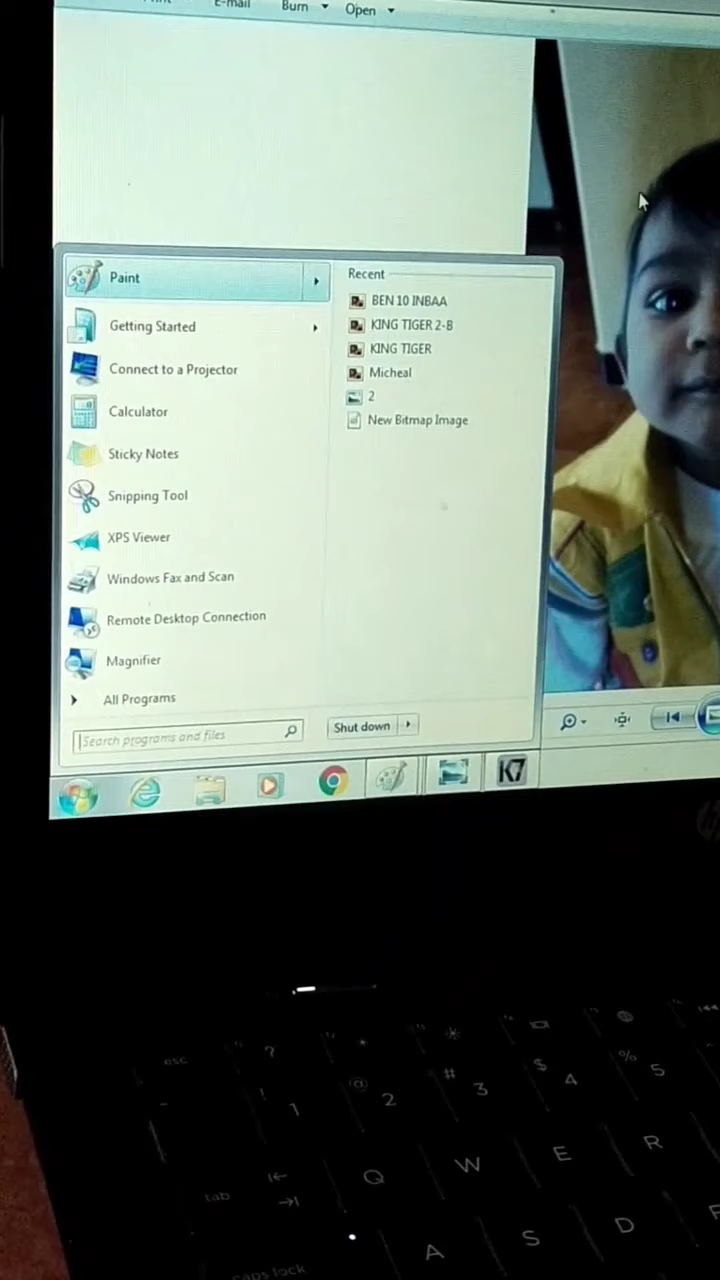 E-mail Burn Open
Paint
Getting Started
Connect to a Projector
Calculator
Sticky Notes
Snipping Tool
XPS Viewer
Windows Fax and Scan
Remote Desktop Connection
Magnifier
All Programs
Search programs and files
Recent
BEN 10 INBAA
KING TIGER 2-B
KING TIGER
Micheal
2
New Bitmap Image
Shut down
K7
esc ?
! 1 @ 2 # 3 $ 4 % 5
tab Q W E R
caps lock A S D F